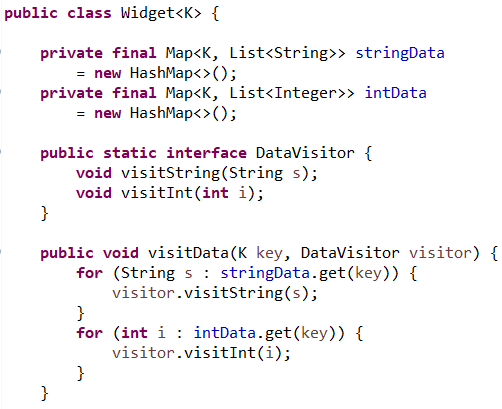 public class Widget<K> {
private final Map<K, List<String>> stringData
= new HashMap<>();
private final Map<K, List<Integer>> intData
= new HashMap<>();
public static interface DataVisitor {
void visitString(String s);
void visitInt(int i);
}
public void visitData(K key, DataVisitor visitor) {
for (String s : stringData.get(key)) {
visitor.visitString(s);
}
for (int i : intData.get(key)) {
visitor.visitInt(i);
}
}